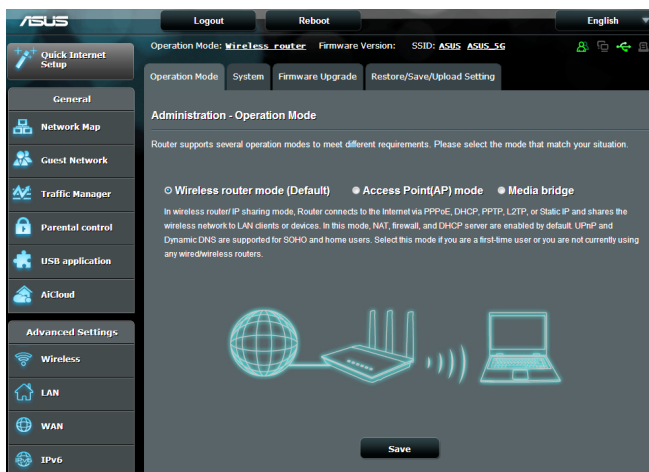 ASUS
Logout
Reboot
English
Quick Internet
Setup
Operation Mode: Wireless router Firmware Version: SSID: ASUS ASUS_5G
Operation Mode
System
Firmware Upgrade
Restore/Save/Upload Setting
General
Network Map
Guest Network
Traffic Manager
Parental control
USB application
AiCloud
Advanced Settings
Wireless
LAN
WAN
IPv6
Administration - Operation Mode
Router supports several operation modes to meet different requirements. Please select the mode that match your situation.
Wireless router mode (Default)
Access Point(AP) mode
Media bridge
In wireless router/ IP sharing mode, Router connects to the Internet via PPPoE, DHCP, PPTP, L2TP, or Static IP and shares the
wireless network to LAN clients or devices. In this mode, NAT, firewall, and DHCP server are enabled by default. UPnP and
Dynamic DNS are supported for SOHO and home users. Select this mode if you are a first-time user or you are not currently using
any wired/wireless routers.
Save